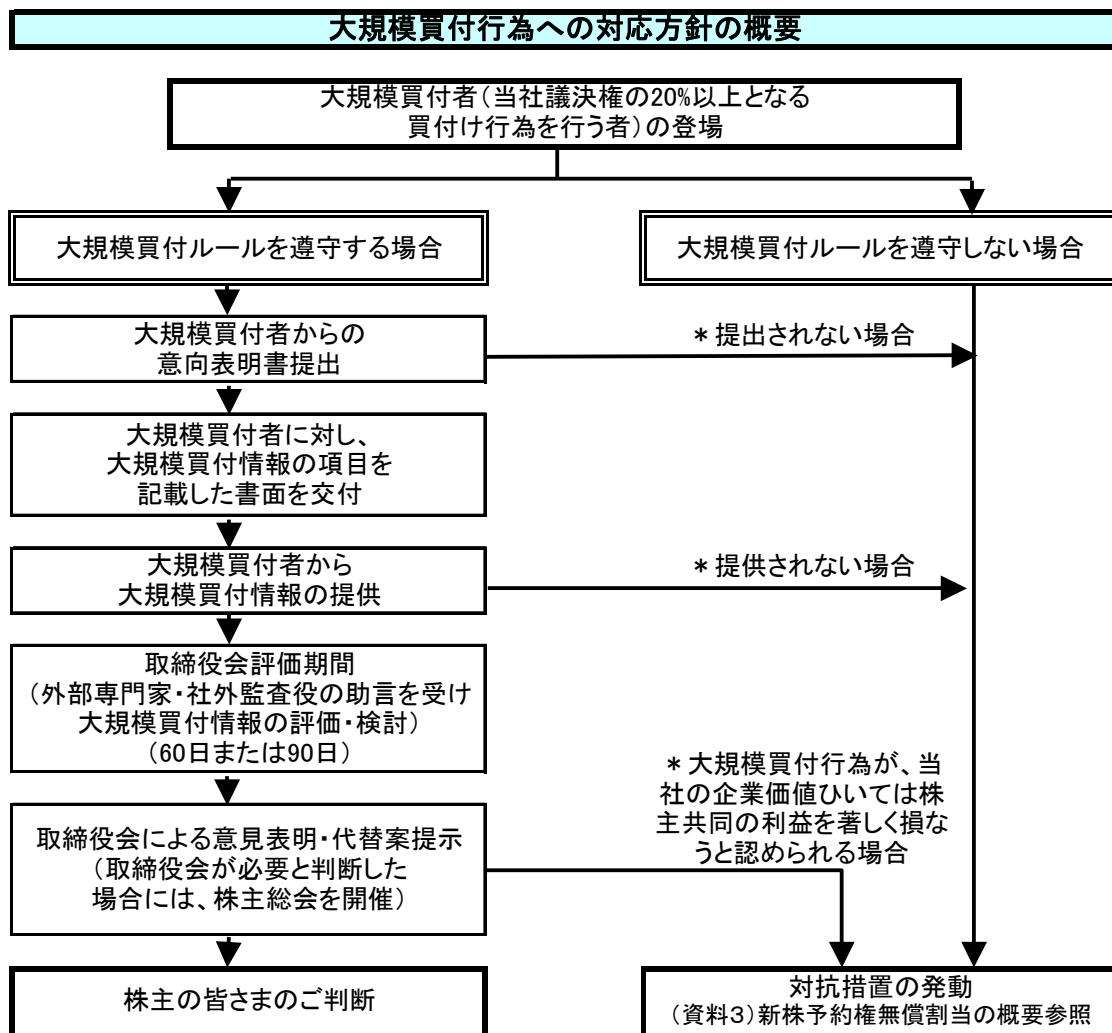 大規模買付行為への対応方針の概要
大規模買付者(当社議決権の20%以上となる
買付け行為を行う者)の登場
大規模買付ルールを遵守する場合
大規模買付ルールを遵守しない場合
大規模買付者からの
意向表明書提出
*提出されない場合
大規模買付者に対し、
大規模買付情報の項目を
記載した書面を交付
大規模買付者から
大規模買付情報の提供
*提供されない場合
取締役会評価期間
(外部専門家・社外監査役の助言を受け
大規模買付情報の評価・検討)
(60日または90日)
*大規模買付行為が、当
社の企業価値ひいては株
主共同の利益を著しく損な
うと認められる場合
取締役会による意見表明・代替案提示
(取締役会が必要と判断した
場合には、株主総会を開催)
株主の皆さまのご判断
対抗措置の発動
(資料3)新株予約権無償割当の概要参照